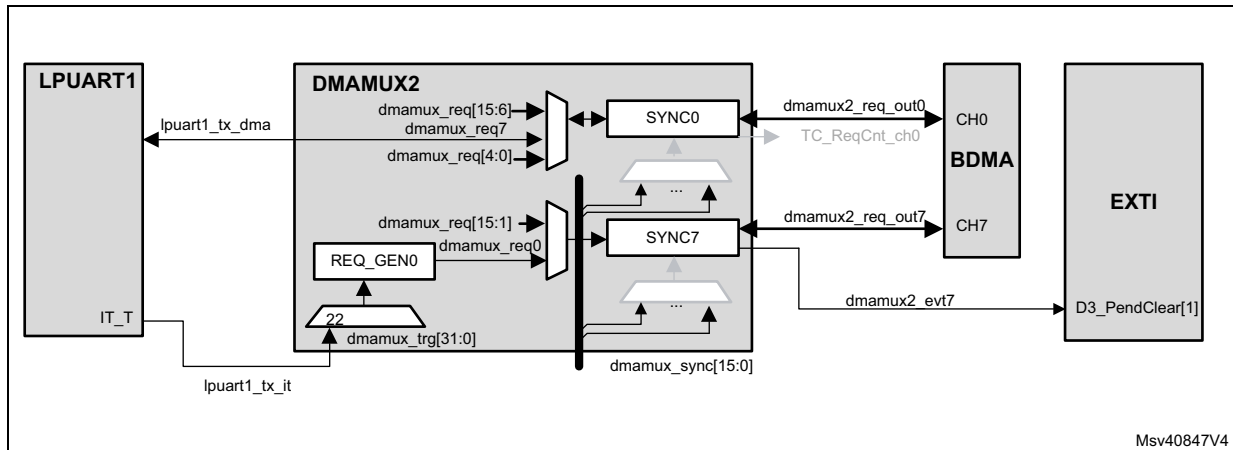 LPUART1
DMAMUX2
dmamux_req[15:6]
lpuart1_tx_dma
dmamux_req7
dmamux_req[4:0]
SYNC0
dmamux2_req_out0
TC_ReqCnt_ch0
CH0
BDMA
EXTI
...
dmamux_req[15:1]
dmamux_req0
REQ_GEN0
SYNC7
dmamux2_req_out7
CH7
...
dmamux2_evt7
D3_PendClear[1]
IT_T
22
dmamux_trg[31:0]
dmamux_sync[15:0]
lpuart1_tx_it
Msv40847V4